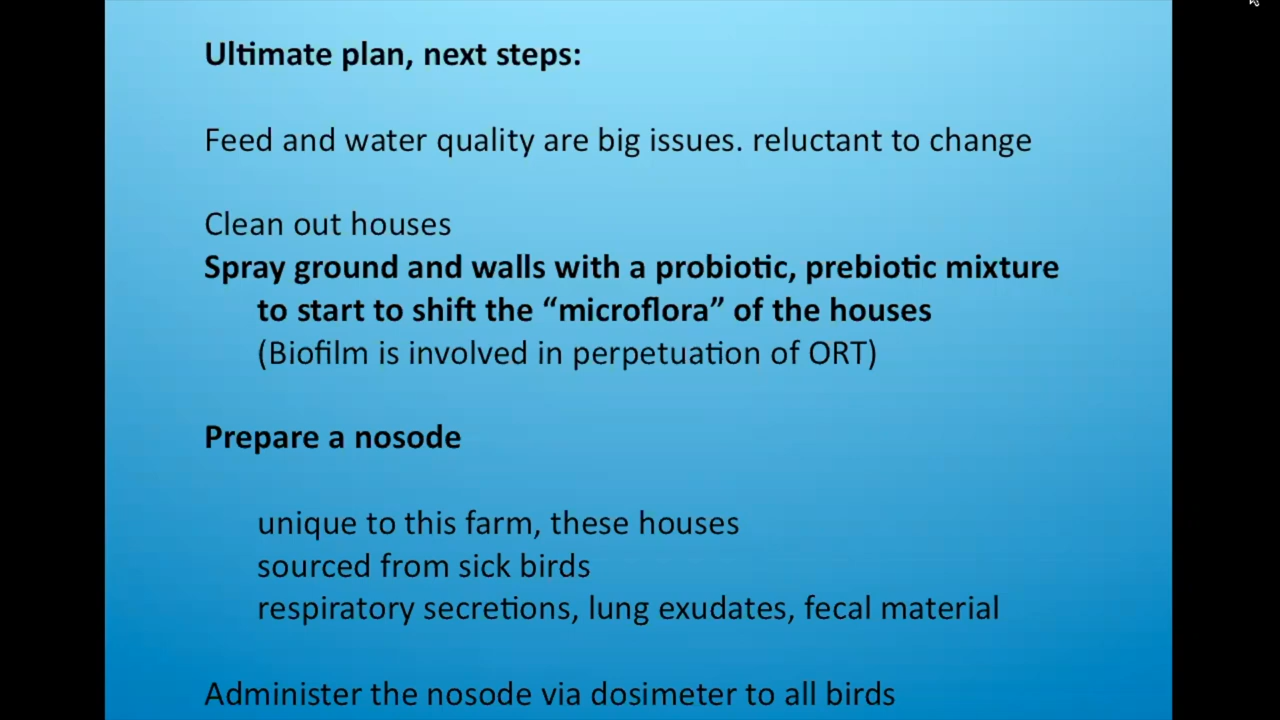 Ultimate plan, next steps:
Feed and water quality are big issues. reluctant to change
Clean out houses
Spray ground and walls with a probiotic, prebiotic mixture
to start to shift the “microflora” of the houses
(Biofilm is involved in perpetuation of ORT)
Prepare a nosode
unique to this farm, these houses
sourced from sick birds
respiratory secretions, lung exudates, fecal material
Administer the nosode via dosimeter to all birds